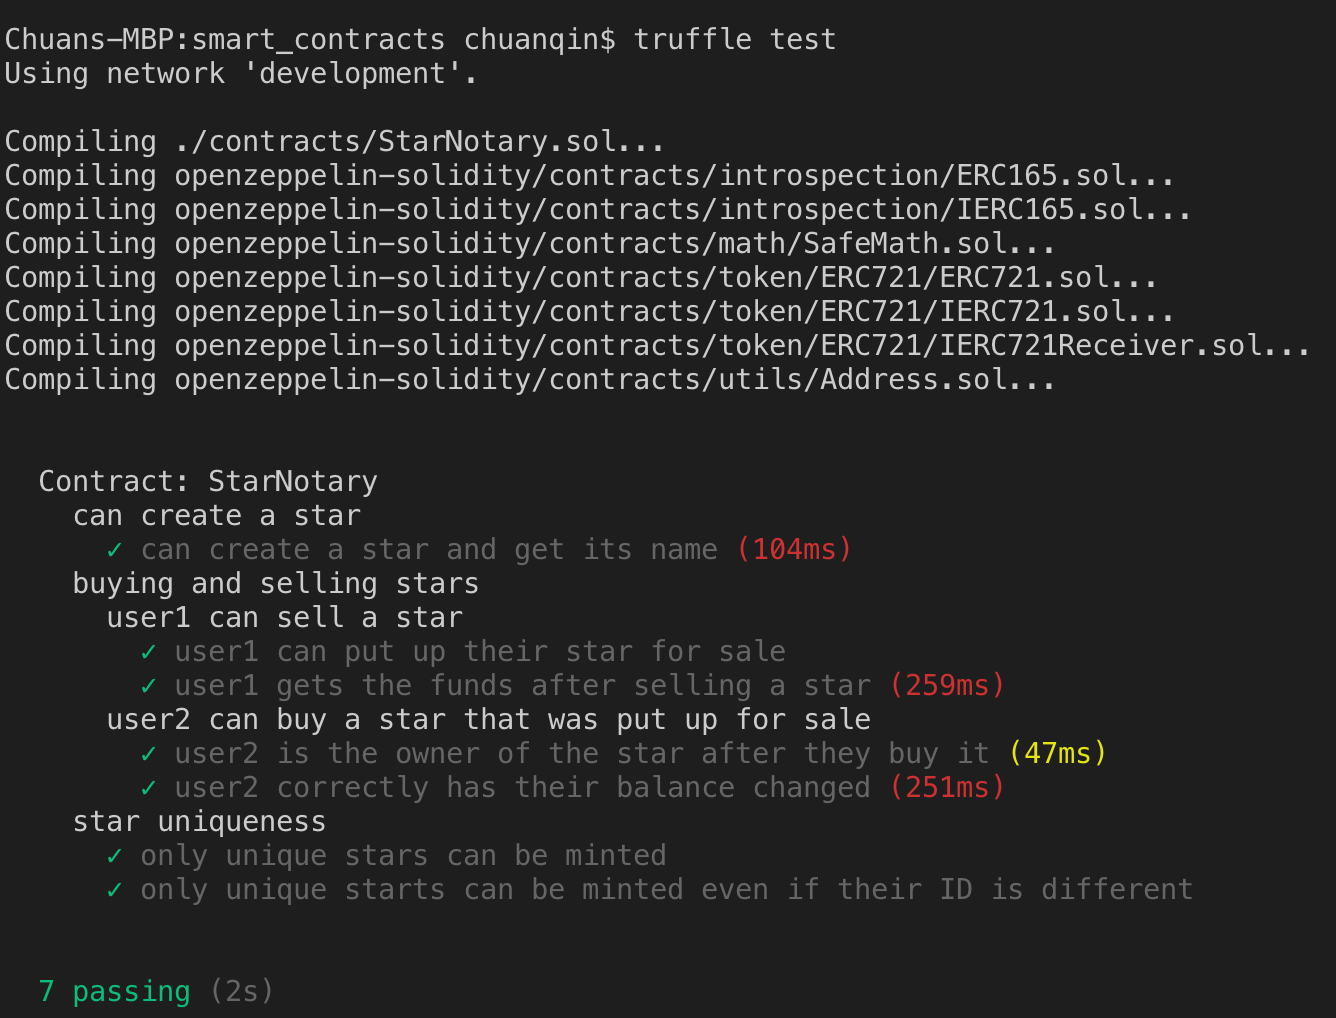 Chuans-MBP:smart_contracts chuanqin$ truffle test
Using network 'development'.
Compiling ./contracts/StarNotary.sol...
Compiling openzeppelin-solidity/contracts/introspection/ERC165.sol...
Compiling openzeppelin-solidity/contracts/introspection/IERC165.sol...
Compiling openzeppelin-solidity/contracts/math/SafeMath.sol...
Compiling openzeppelin-solidity/contracts/token/ERC721/ERC721.sol...
Compiling openzeppelin-solidity/contracts/token/ERC721/IERC721.sol...
Compiling openzeppelin-solidity/contracts/token/ERC721/IERC721Receiver.sol...
Compiling openzeppelin-solidity/contracts/utils/Address.sol...
Contract: StarNotary
can create a star
✓ can create a star and get its name (104ms)
buying and selling stars
user1 can sell a star
✓ user1 can put up their star for sale
✓ user1 gets the funds after selling a star (259ms)
user2 can buy a star that was put up for sale
✓ user2 is the owner of the star after they buy it (47ms)
✓ user2 correctly has their balance changed (251ms)
star uniqueness
✓ only unique stars can be minted
✓ only unique starts can be minted even if their ID is different
7 passing (2s)